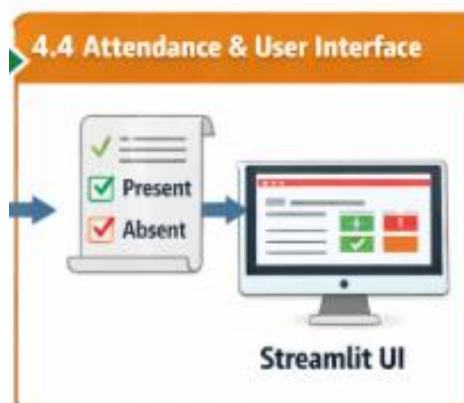 4.4 Attendance & User Interface
Present
Absent
Streamlit UI